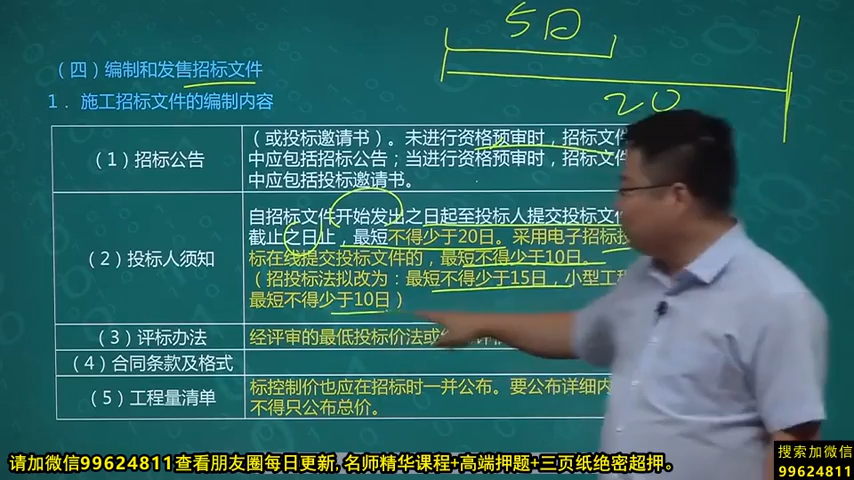 5日
20
（四）编制和发售招标文件
1．施工招标文件的编制内容
（1）招标公告
（或投标邀请书）。未进行资格预审时，招标文件
中应包括招标公告；当进行资格预审时，招标文件
中应包括投标邀请书。
（2）投标人须知
自招标文件开始发出之日起至投标人提交投标文
截止之日止，最短不得少于20日。采用电子招标投
标在线提交投标文件的，最短不得少于10日。
（招投标法拟改为：最短不得少于15日，小型工
最短不得少于10日）
（3）评标办法
经评审的最低投标价法或
（4）合同条款及格式
（5）工程量清单
标控制价也应在招标时一并公布。要公布详细内
不得只公布总价。
请加微信99624811查看朋友圈每日更新,名师精华课程+高端押题+三页纸绝密超押。
搜索加微信
99624811